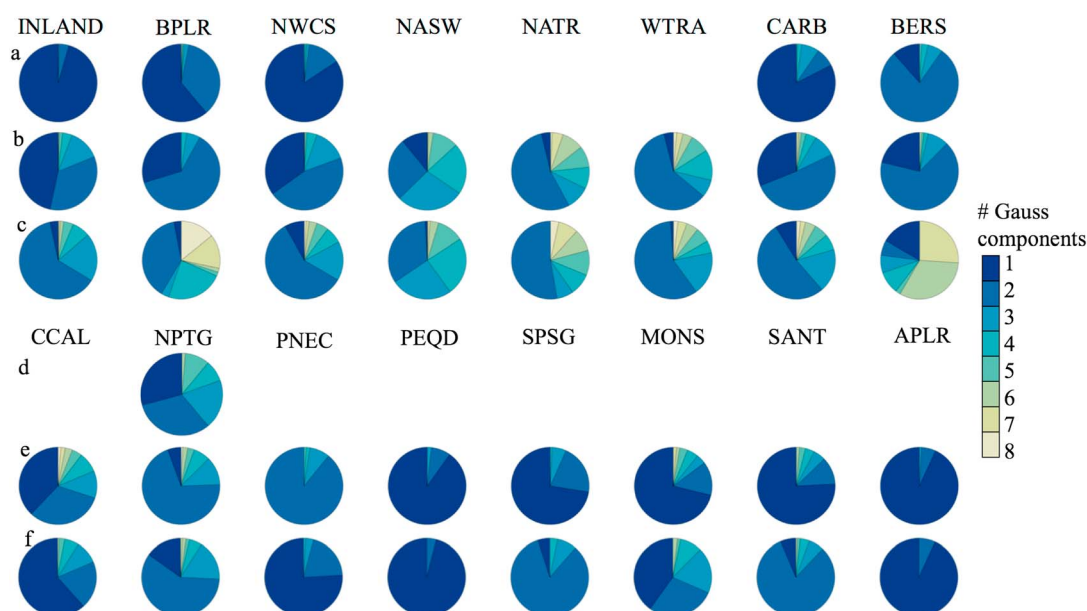 INLAND BPLR NWCS NASW NATR WTRA CARB BERS
a
b
c
# Gauss
components
1
2
3
4
5
6
7
8
CCAL NPTG PNEC PEQD SPSG MONS SANT APLR
d
e
f